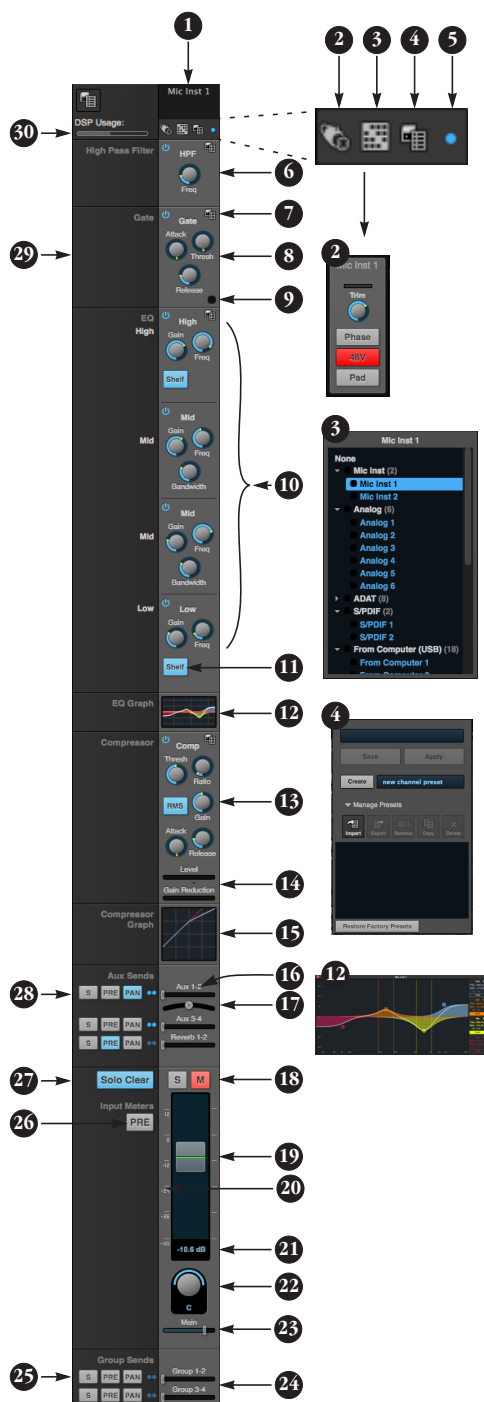 1
2
3
4
5
Mic Inst 1
DSP Usage:
30
High Pass Filter
HPF
Freq
6
7
2
Mic Inst 1
Trim
Phase
48V
Pad
Gate
Gate
Attack
Thresh
Release
29
8
9
EQ
High
High
Gain
Freq
Shelf
Mid
Mid
Gain
Freq
Bandwidth
10
Mid
Mid
Gain
Freq
Bandwidth
Low
Low
Gain
Freq
Shelf
11
3
Mic Inst 1
None
Mic Inst (2)
Mic Inst 1
Mic Inst 2
Analog (6)
Analog 1
Analog 2
Analog 3
Analog 4
Analog 5
Analog 6
ADAT (8)
S/PDIF (2)
S/PDIF 1
S/PDIF 2
From Computer (USB) (18)
From Computer 1
EQ Graph
12
Compressor
Comp
Thresh
Ratio
RMS
Gain
Attack
Release
13
Level
Gain Reduction
14
4
Save
Apply
Create
new channel preset
Manage Presets
Import
Export
Rename
Copy
Delete
Restore Factory Presets
Compressor
Graph
15
Aux Sends
16
28
S PRE PAN
Aux 1-2
17
S PRE PAN
Aux 3-4
S PRE PAN
Reverb 1-2
12
27
Solo Clear
S M
18
Input Meters
26
PRE
12
19
20
-10.6 dB
21
C
22
Main
23
Group Sends
25
S PRE PAN
Group 1-2
24
S PRE PAN
Group 3-4